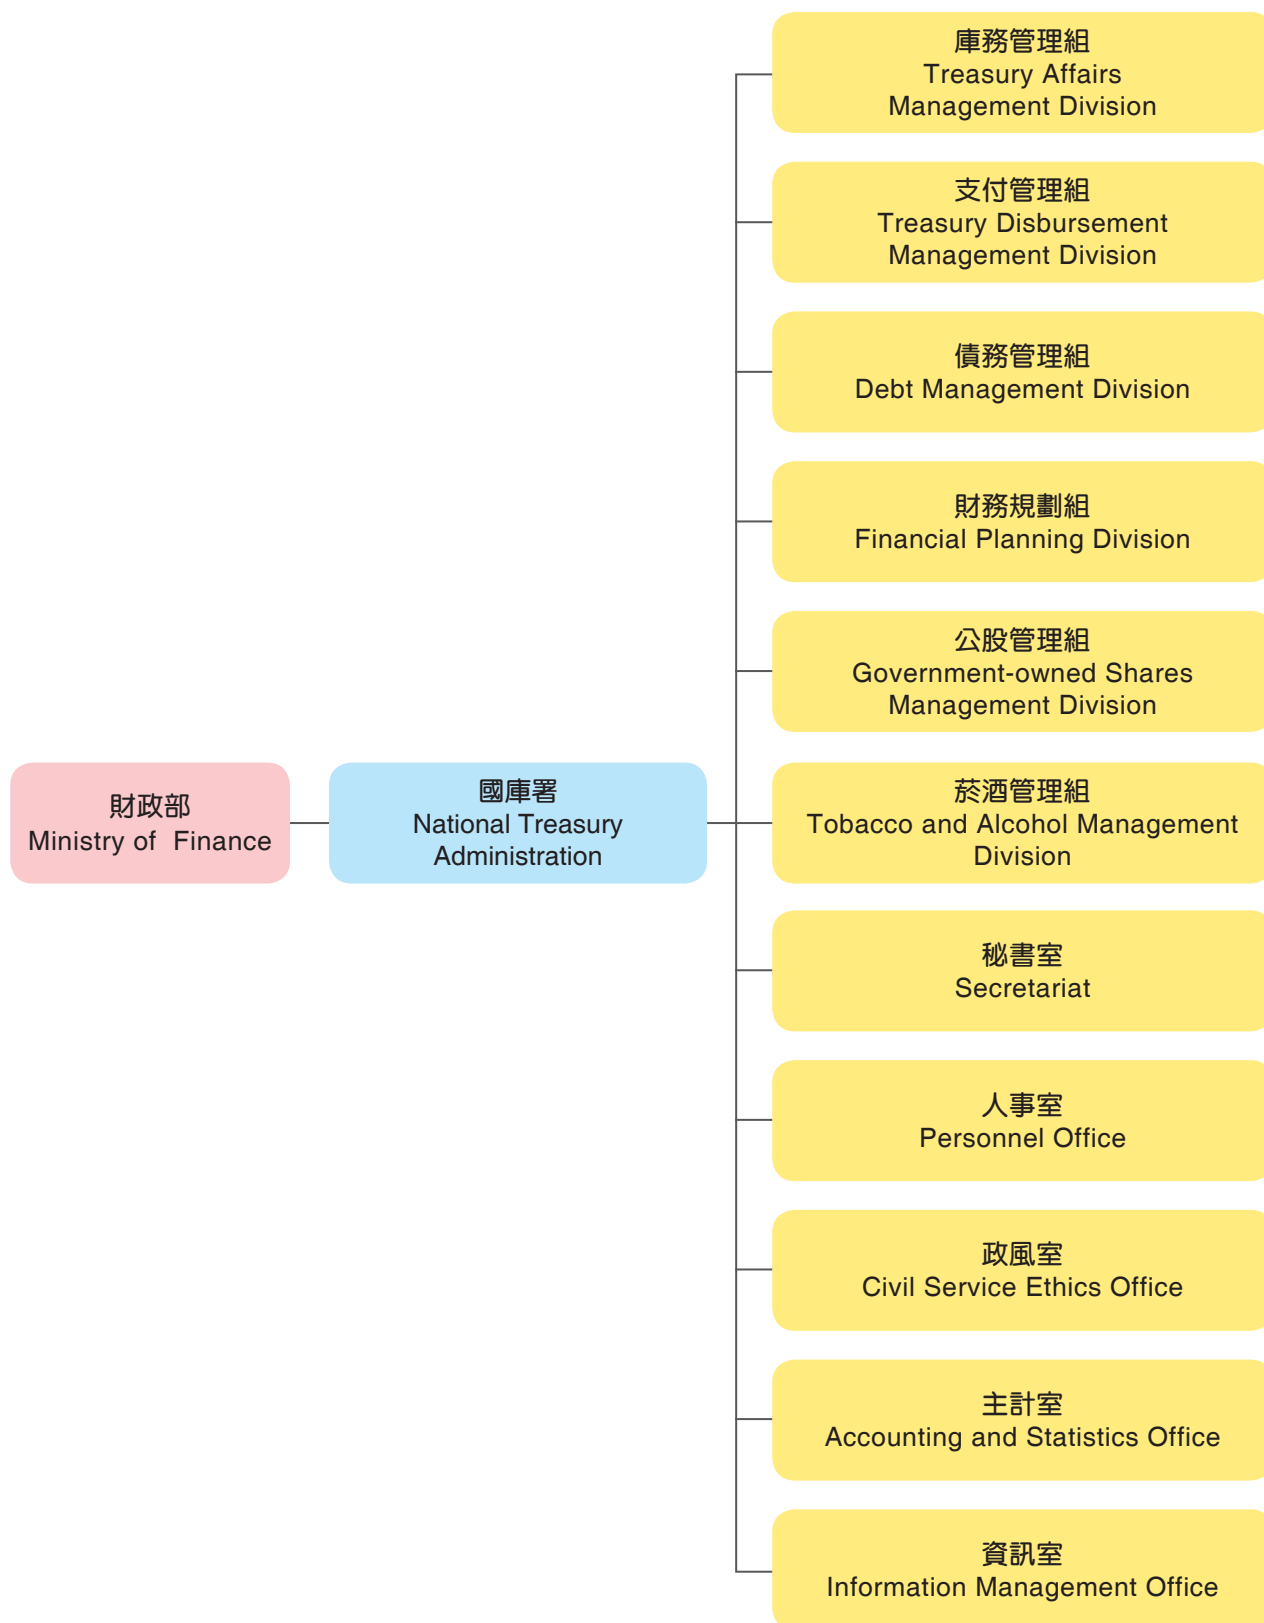 財政部
Ministry of Finance
國庫署
National Treasury
Administration
庫務管理組
Treasury Affairs
Management Division
支付管理組
Treasury Disbursement
Management Division
債務管理組
Debt Management Division
財務規劃組
Financial Planning Division
公股管理組
Government-owned Shares
Management Division
菸酒管理組
Tobacco and Alcohol Management
Division
秘書室
Secretariat
人事室
Personnel Office
政風室
Civil Service Ethics Office
主計室
Accounting and Statistics Office
資訊室
Information Management Office